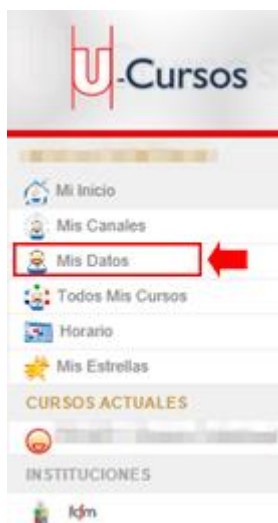 U-Cursos
Mi Inicio
Mis Canales
Mis Datos
Todos Mis Cursos
Horario
Mis Estrellas
CURSOS ACTUALES
INSTITUCIONES
fcfm